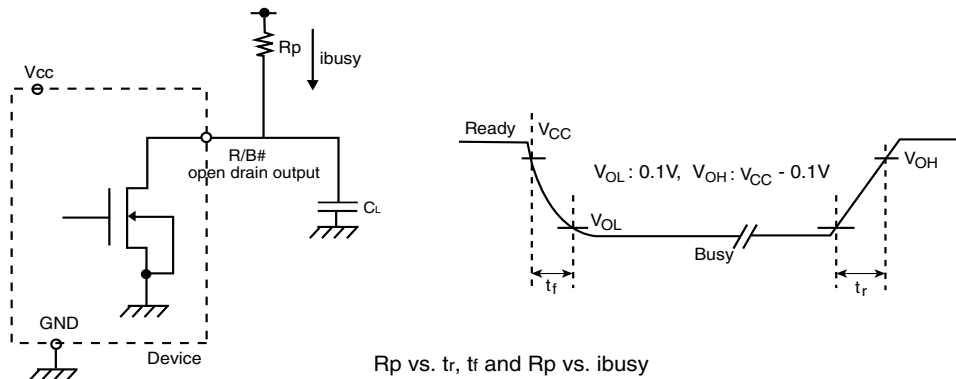 Rp
ibusy
Vcc
R/B#
open drain output
CL
GND
Device
Ready
VCC
VOL : 0.1V, VOH : VCC - 0.1V
VOH
VOL
Busy
tf
tr
Rp vs. tr, tf and Rp vs. ibusy